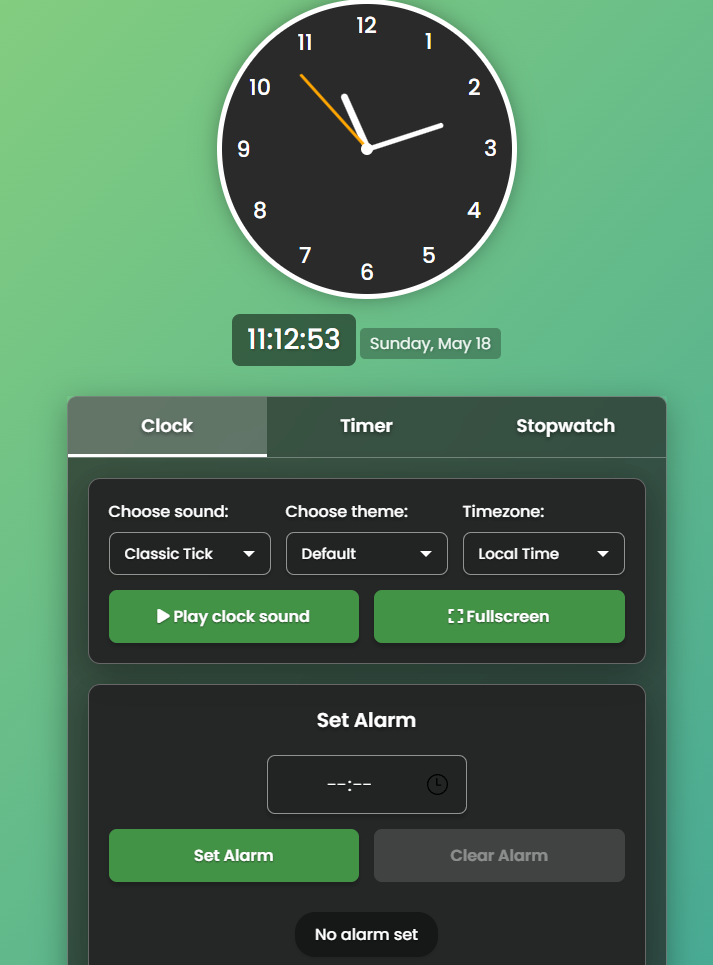 12
11 1
10 2
9 3
8 4
7 5
6
11:12:53 Sunday, May 18
Clock Timer Stopwatch
Choose sound: Choose theme: Timezone:
Classic Tick Default Local Time
Play clock sound Fullscreen
Set Alarm
--:--
Set Alarm Clear Alarm
No alarm set